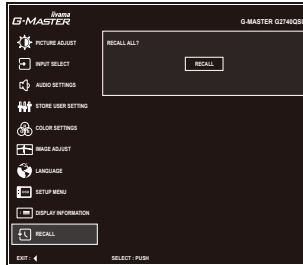 iiyama
G-MASTER
G-MASTER G2740QSU
PICTURE ADJUST
RECALL ALL?
INPUT SELECT
RECALL
AUDIO SETTINGS
STORE USER SETTING
COLOR SETTINGS
IMAGE ADJUST
LANGUAGE
SETUP MENU
DISPLAY INFORMATION
RECALL
EXIT :
SELECT : PUSH